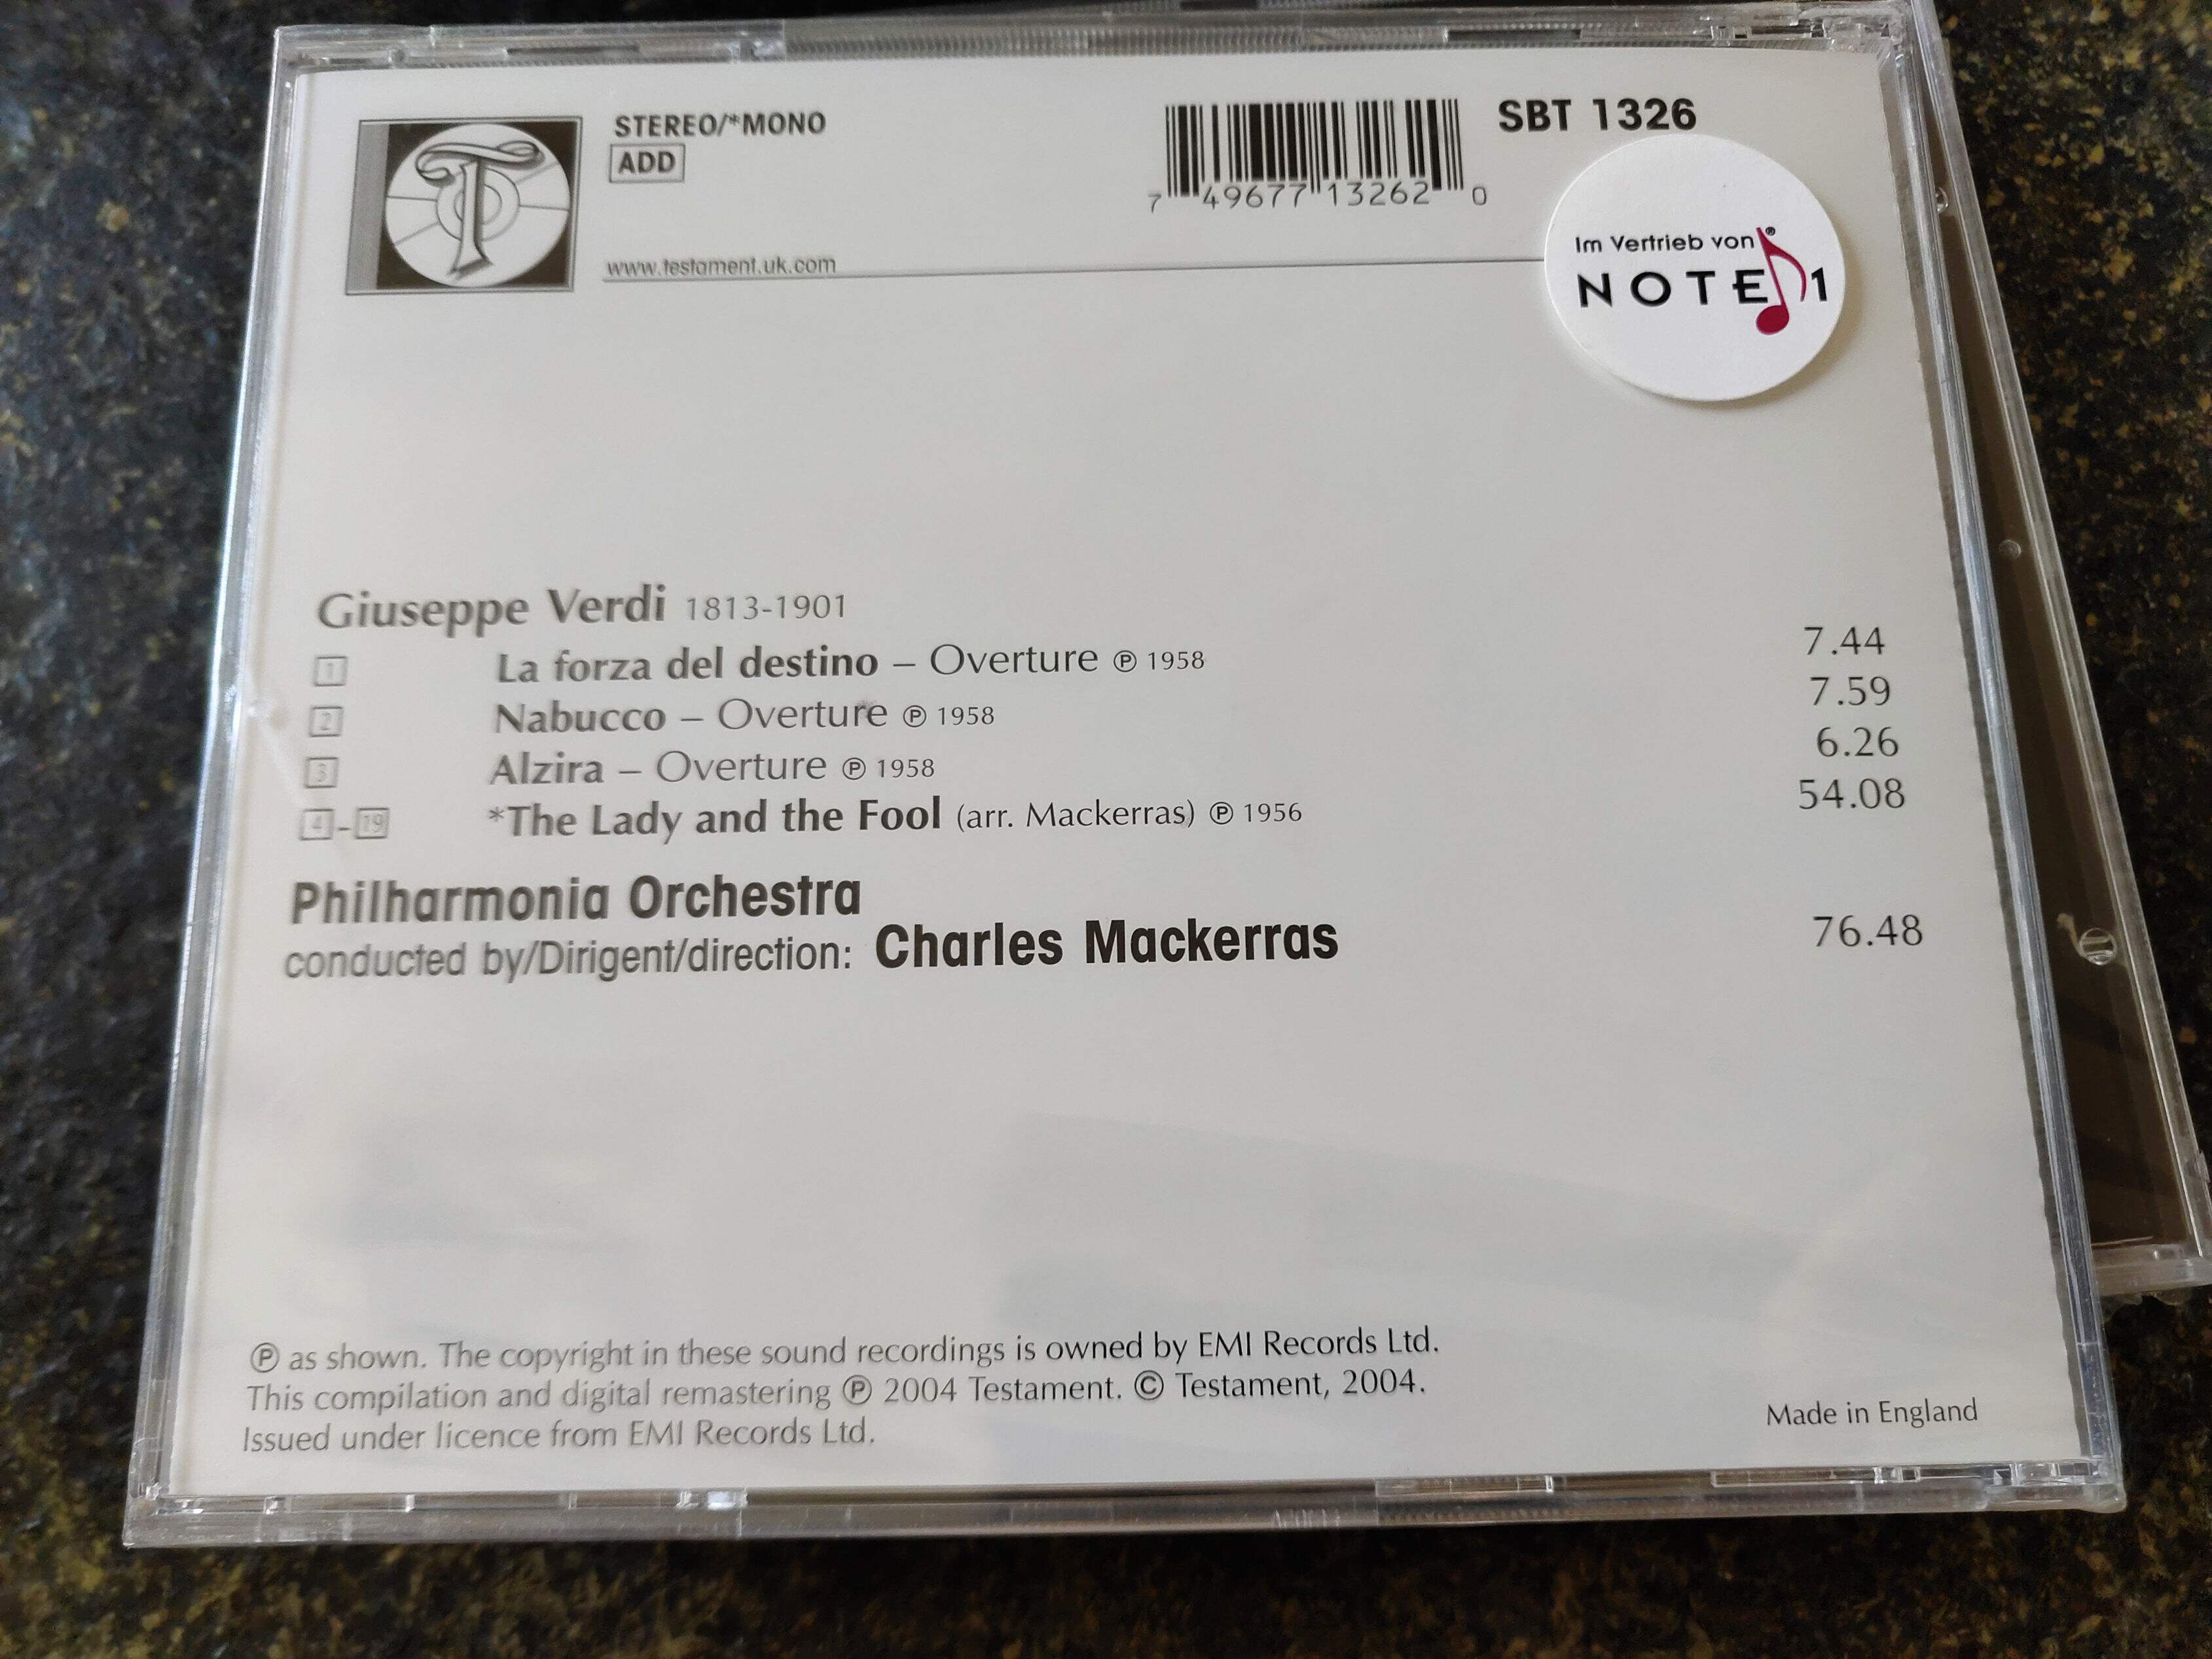 STEREO/*MONO
ADD
www.testament.uk.com
7 49677 13262 0
SBT 1326
Im Vertrieb von
NOTE 1
Giuseppe Verdi 1813-1901
1 La forza del destino – Overture ℗ 1958 7.44
2 Nabucco – Overture ℗ 1958 7.59
3 Alzira – Overture ℗ 1958 6.26
4–19 *The Lady and the Fool (arr. Mackerras) ℗ 1956 54.08
Philharmonia Orchestra
conducted by/Dirigent/direction: Charles Mackerras 76.48
℗ as shown. The copyright in these sound recordings is owned by EMI Records Ltd.
This compilation and digital remastering ℗ 2004 Testament. © Testament, 2004.
Issued under licence from EMI Records Ltd.
Made in England